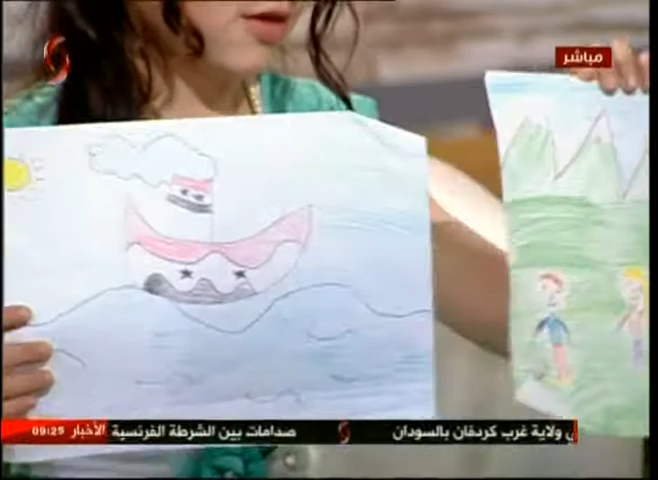 مباشر
09:25 الأخبار
صدامات بين الشرطة الفرنسية
ي ولاية غرب كردفان بالسودان